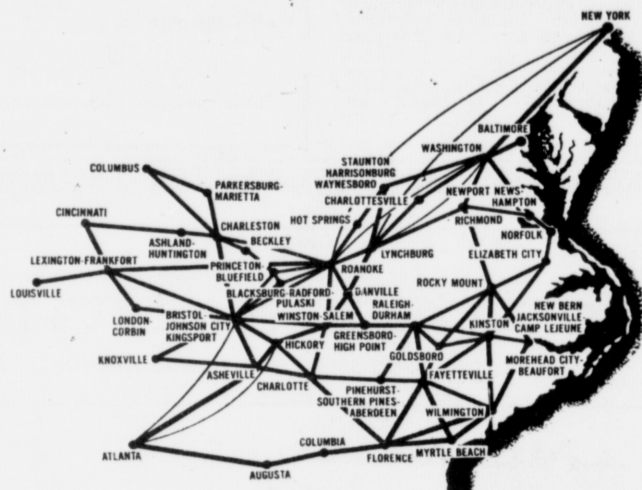 NEW YORK
BALTIMORE
WASHINGTON
STAUNTON
HARRISONBURG
WAYNESBORO
COLUMBUS
PARKERSBURG-
MARIETTA
CHARLOTTESVILLE
NEWPORT NEWS-
HAMPTON
CINCINNATI
HOT SPRINGS
RICHMOND
CHARLESTON
NORFOLK
ASHLAND-
HUNTINGTON
BECKLEY
LYNCHBURG
ELIZABETH CITY
LEXINGTON-FRANKFORT
PRINCETON-
BLUEFIELD
ROANOKE
ROCKY MOUNT
LOUISVILLE
BLACKSBURG-RADFORD-
PULASKI
DANVILLE
RALEIGH-
DURHAM
NEW BERN
JACKSONVILLE-
CAMP LEJEUNE
LONDON-
CORBIN
BRISTOL-
JOHNSON CITY
KINGSPORT
WINSTON-SALEM
GREENSBORO-
HIGH POINT
KINSTON
HICKORY
GOLDSBORO
MOREHEAD CITY-
BEAUFORT
KNOXVILLE
ASHEVILLE
CHARLOTTE
PINEHURST-
SOUTHERN PINES-
ABERDEEN
FAYETTEVILLE
WILMINGTON
ATLANTA
COLUMBIA
FLORENCE
MYRTLE BEACH
AUGUSTA